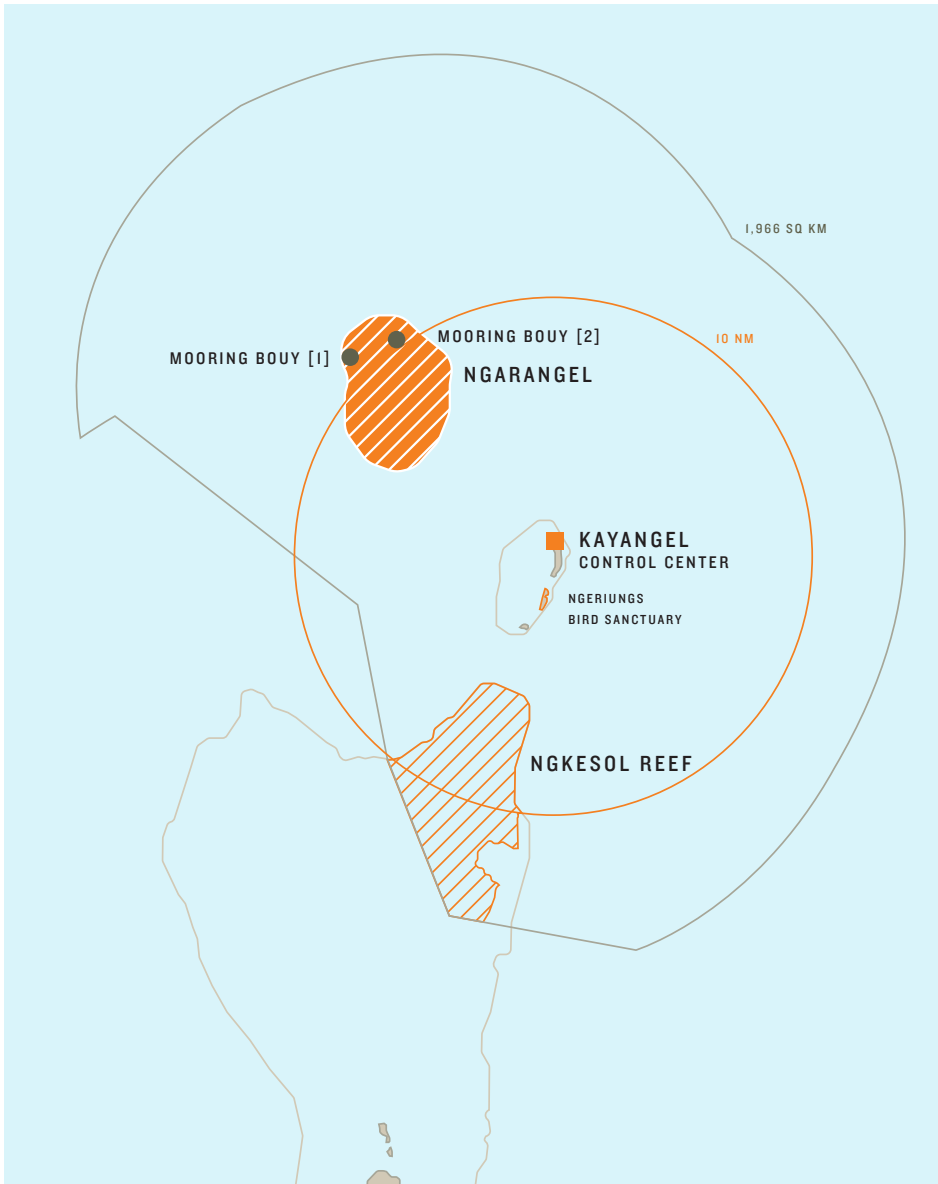 1,966 SQ KM
10 NM
MOORING BOUY [2]
MOORING BOUY [1]
NGARANGEL
KAYANGEL
CONTROL CENTER
NGERIUNGS
BIRD SANCTUARY
NGKESOL REEF